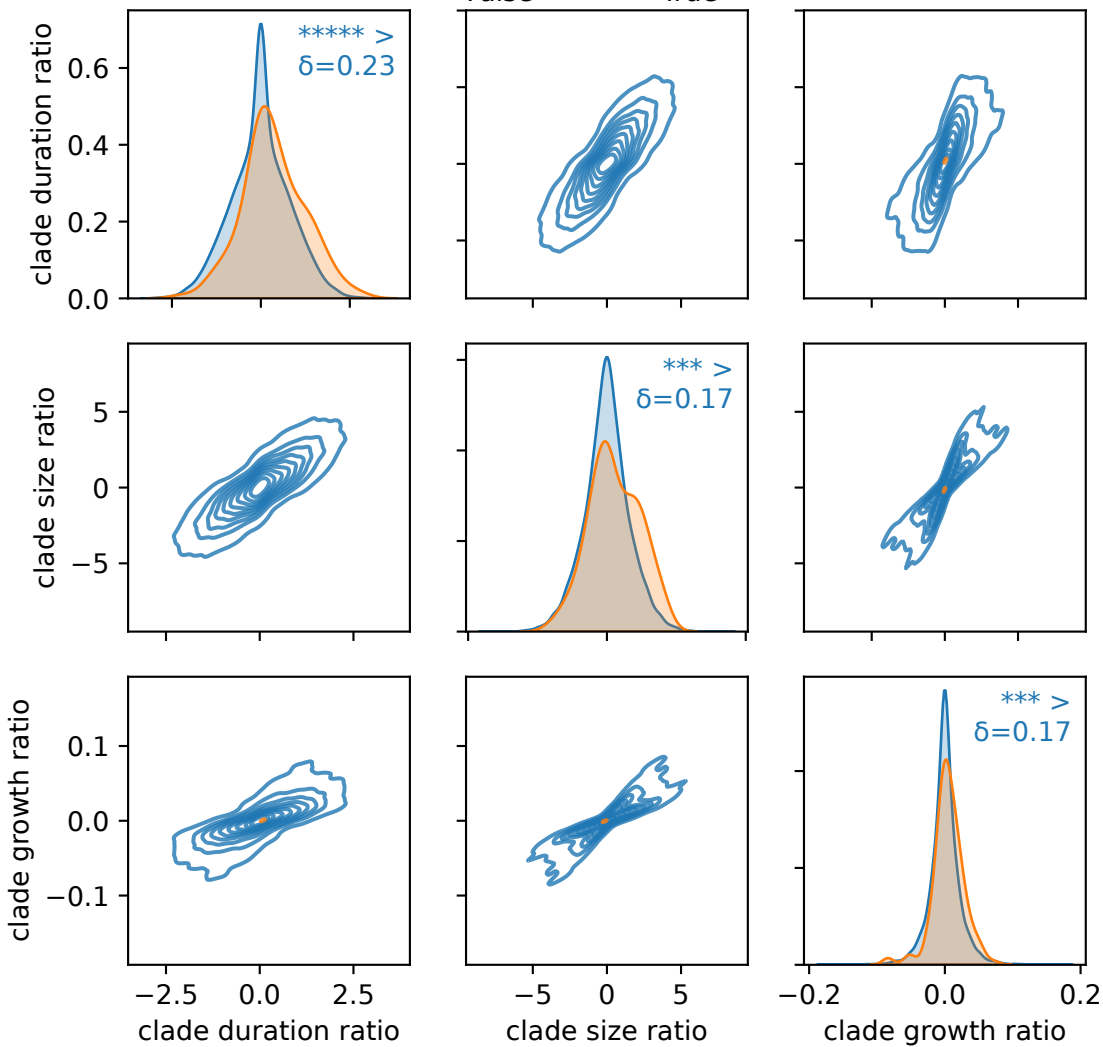 True
clade duration ratio
0.6
0.4
0.2
0.0
***** >
δ=0.23
clade size ratio
5
0
−5
*** >
δ=0.17
clade growth ratio
0.1
0.0
−0.1
*** >
δ=0.17
−2.5 0.0 2.5
−5 0 5
−0.2 0.0 0.2
clade duration ratio
clade size ratio
clade growth ratio